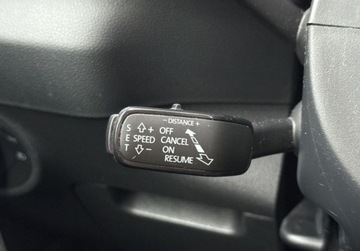 – DISTANCE +
S + OFF
E SPEED CANCEL
T – ON
RESUME